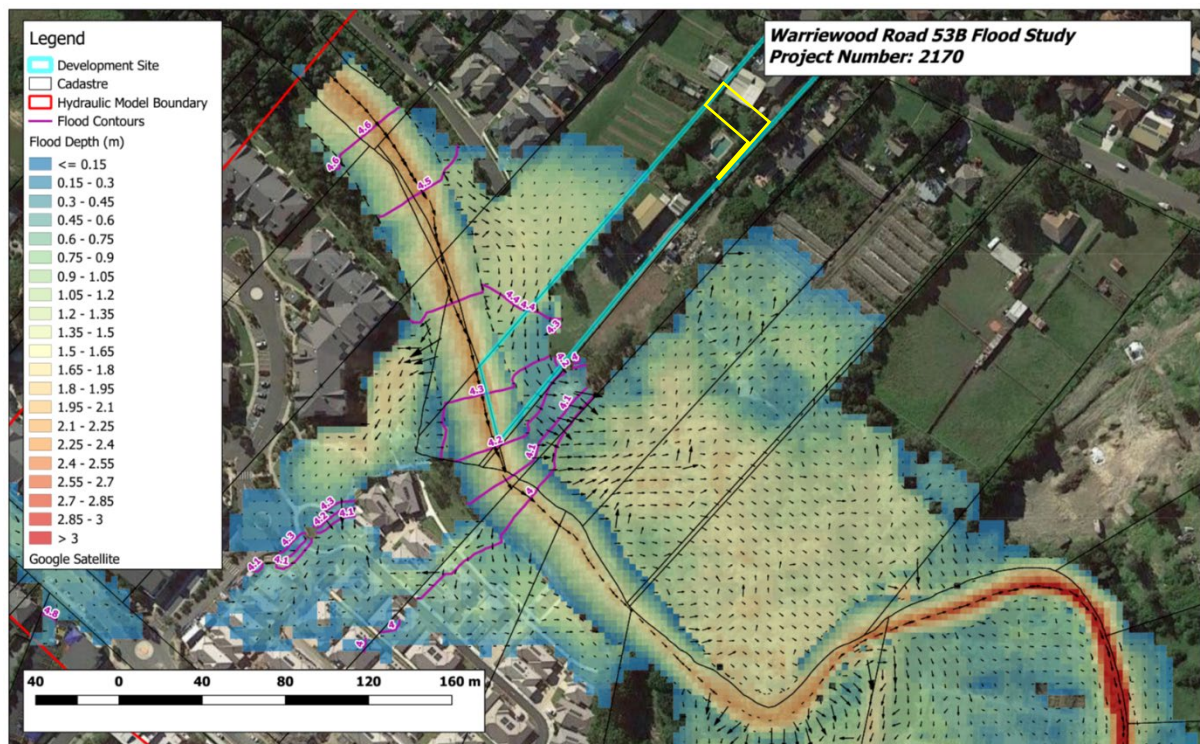 Warriewood Road 53B Flood Study
Project Number: 2170
Legend
Development Site
Cadastre
Hydraulic Model Boundary
Flood Contours
Flood Depth (m)
<= 0.15
0.15 - 0.3
0.3 - 0.45
0.45 - 0.6
0.6 - 0.75
0.75 - 0.9
0.9 - 1.05
1.05 - 1.2
1.2 - 1.35
1.35 - 1.5
1.5 - 1.65
1.65 - 1.8
1.8 - 1.95
1.95 - 2.1
2.1 - 2.25
2.25 - 2.4
2.4 - 2.55
2.55 - 2.7
2.7 - 2.85
2.85 - 3
> 3
Google Satellite
4.6
4.6
4.5
4.4
4.4
4.3
4
4.3
4.1
4.2
4.1
4
4.3
4.2
4.1
4.3
4.1
4.1
4.8
4
4
40 0 40 80 120 160 m